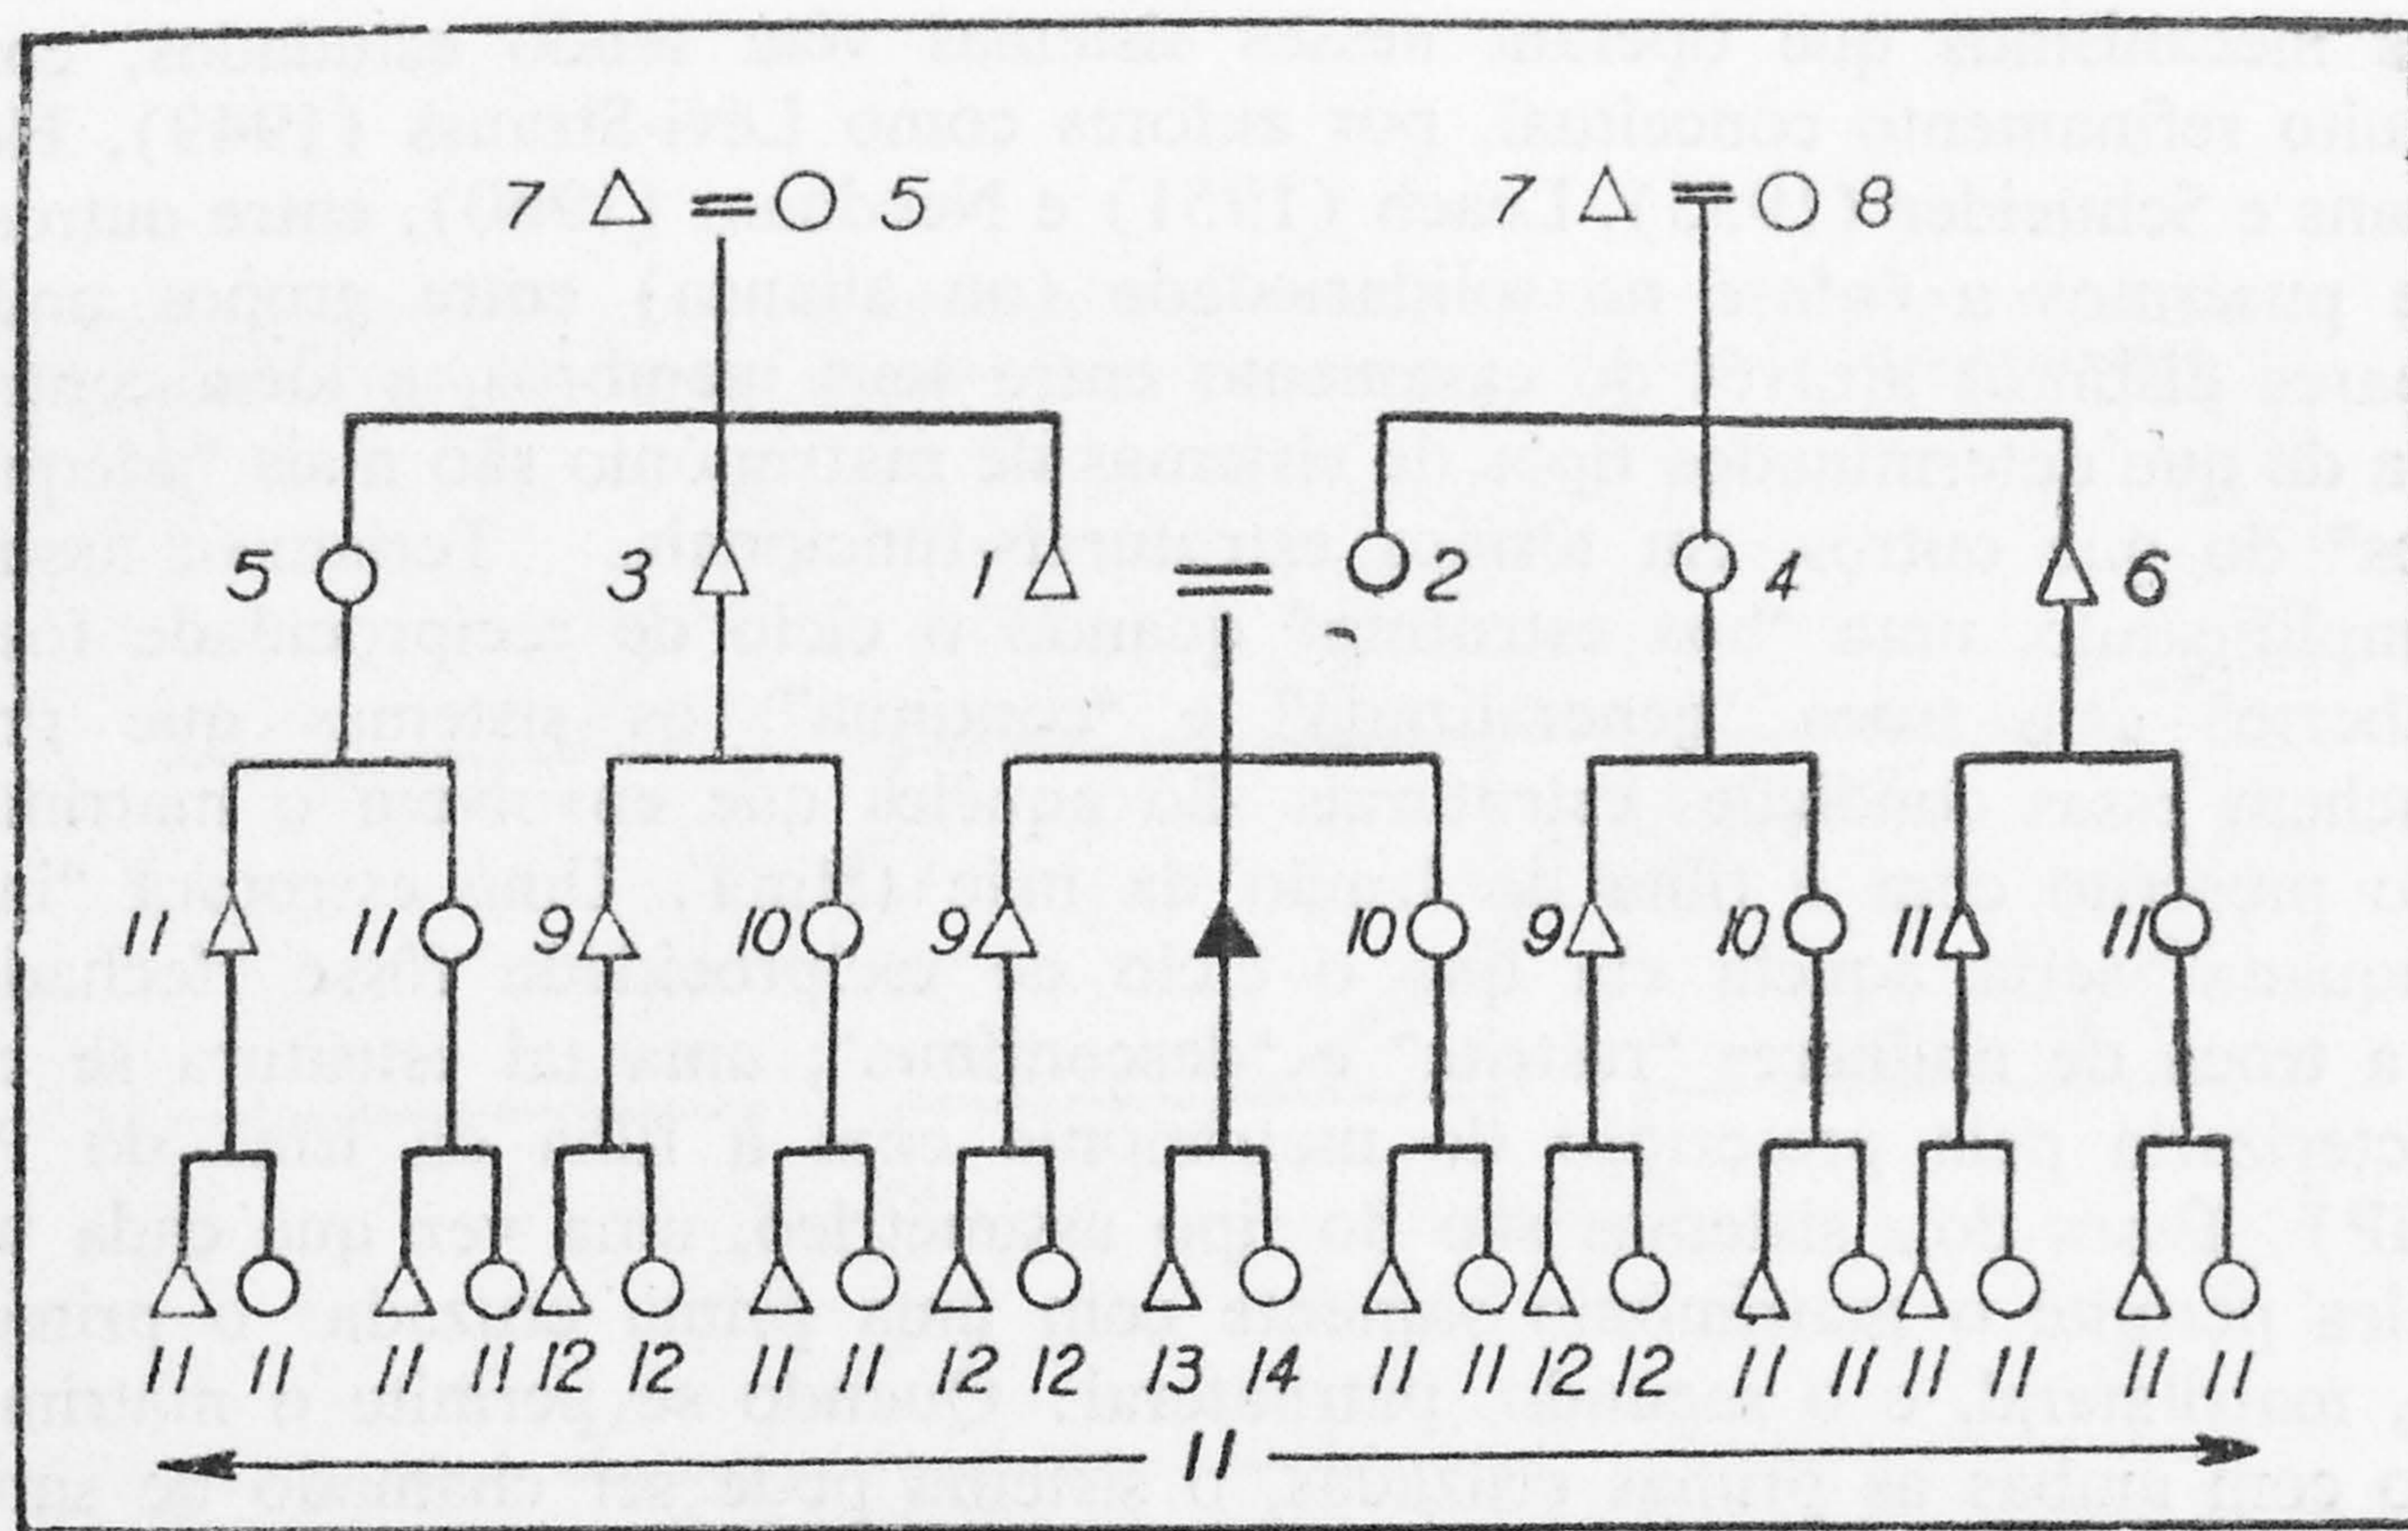 7 △ = ○ 5 7 △ = ○ 8
5 ○ 3 △ 1 △ = ○ 2 ○ 4 △ 6
11 △ 11 ○ 9 △ 10 ○ 9 △ ▲ 10 ○ 9 △ 10 ○ 11 △ 11 ○
11 11 11 11 12 12 11 11 12 12 13 14 11 11 12 12 11 11 11 11 11 11
11